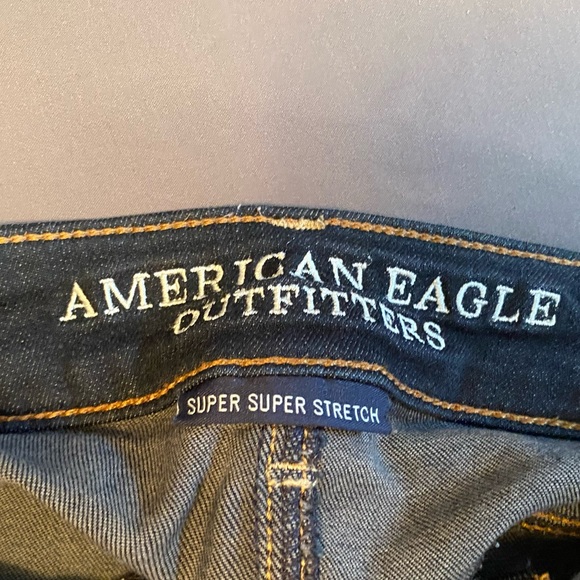 AMERICAN EAGLE
OUTFITTERS
SUPER SUPER STRETCH